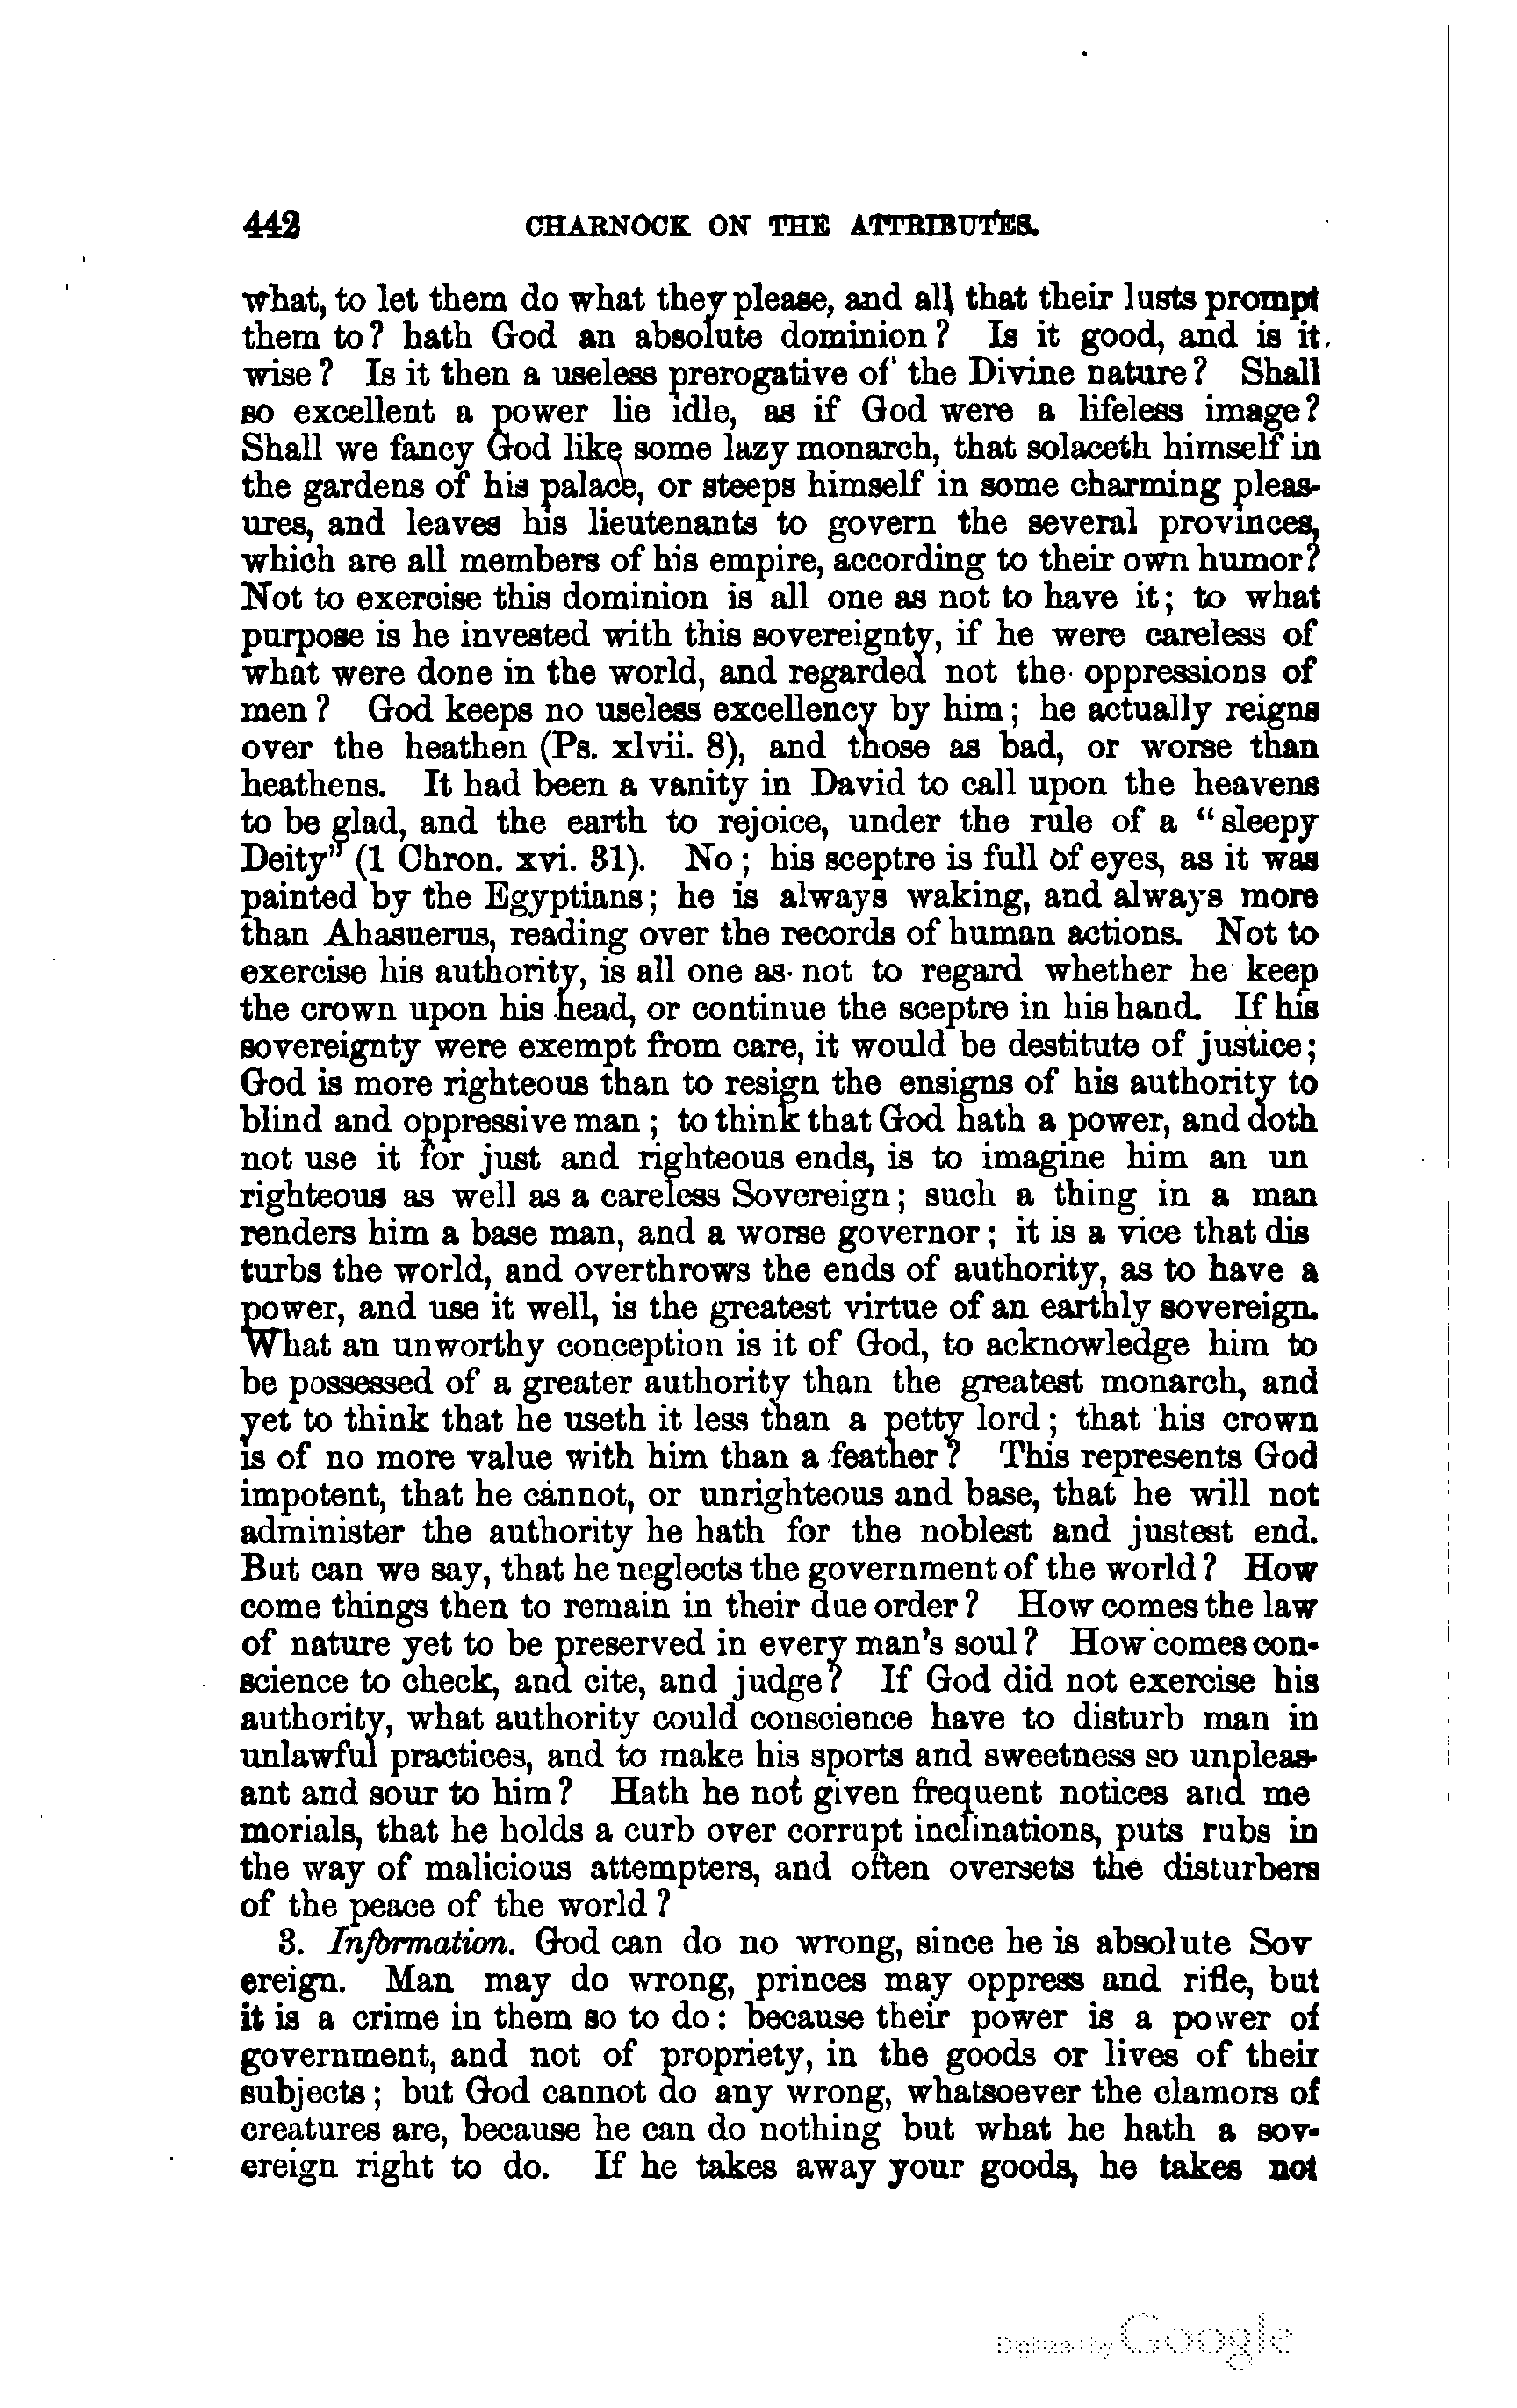 442 CHARNOCK ON THE ATTRIBUTES.
what, to let them do what they please, and all that their lusts prompt
them to? hath God an absolute dominion? Is it good, and is it
wise? Is it then a useless prerogative of the Divine nature? Shall
so excellent a power lie idle, as if God were a lifeless image?
Shall we fancy God like some lazy monarch, that solaceth himself in
the gardens of his palace, or steeps himself in some charming pleas-
ures, and leaves his lieutenants to govern the several provinces,
which are all members of his empire, according to their own humor?
Not to exercise this dominion is all one as not to have it; to what
purpose is he invested with this sovereignty, if he were careless of
what were done in the world, and regarded not the oppressions of
men? God keeps no useless excellency by him; he actually reigns
over the heathen (Ps. xlvii. 8), and those as bad, or worse than
heathens. It had been a vanity in David to call upon the heavens
to be glad, and the earth to rejoice, under the rule of a "sleepy
Deity" (1 Chron. xvi. 31). No; his sceptre is full of eyes, as it was
painted by the Egyptians; he is always waking, and always more
than Ahasuerus, reading over the records of human actions. Not to
exercise his authority, is all one as not to regard whether he keep
the crown upon his head, or continue the sceptre in his hand. If his
sovereignty were exempt from care, it would be destitute of justice;
God is more righteous than to resign the ensigns of his authority to
blind and oppressive man; to think that God hath a power, and doth
not use it for just and righteous ends, is to imagine him an un
righteous as well as a careless Sovereign; such a thing in a man
renders him a base man, and a worse governor; it is a vice that dis
turbs the world, and overthrows the ends of authority, as to have a
power, and use it well, is the greatest virtue of an earthly sovereign.
What an unworthy conception is it of God, to acknowledge him to
be possessed of a greater authority than the greatest monarch, and
yet to think that he useth it less than a petty lord; that his crown
is of no more value with him than a feather? This represents God
impotent, that he cannot, or unrighteous and base, that he will not
administer the authority he hath for the noblest and justest end.
But can we say, that he neglects the government of the world? How
come things then to remain in their due order? How comes the law
of nature yet to be preserved in every man's soul? How comes con-
science to check, and cite, and judge? If God did not exercise his
authority, what authority could conscience have to disturb man in
unlawful practices, and to make his sports and sweetness so unpleas-
ant and sour to him? Hath he not given frequent notices and me
morials, that he holds a curb over corrupt inclinations, puts rubs in
the way of malicious attempters, and often oversets the disturbers
of the peace of the world?
3. Information. God can do no wrong, since he is absolute Sov
ereign. Man may do wrong, princes may oppress and rifle, but
it is a crime in them so to do: because their power is a power of
government, and not of propriety, in the goods or lives of their
subjects; but God cannot do any wrong, whatsoever the clamors of
creatures are, because he can do nothing but what he hath a sov-
ereign right to do. If he takes away your goods, he takes not
Digitized by Google